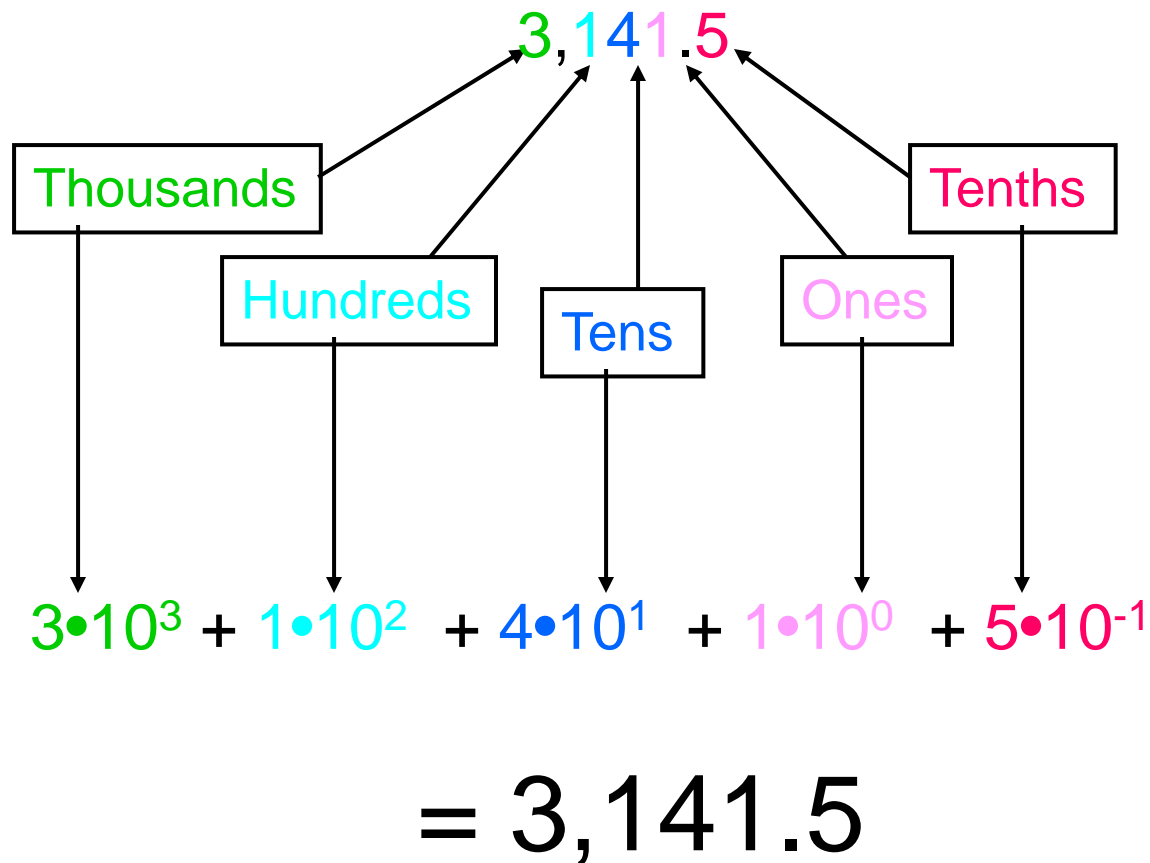 3,141.5
Thousands Tenths
Hundreds Ones
Tens
3•10³ + 1•10² + 4•10¹ + 1•10⁰ + 5•10⁻¹
= 3,141.5